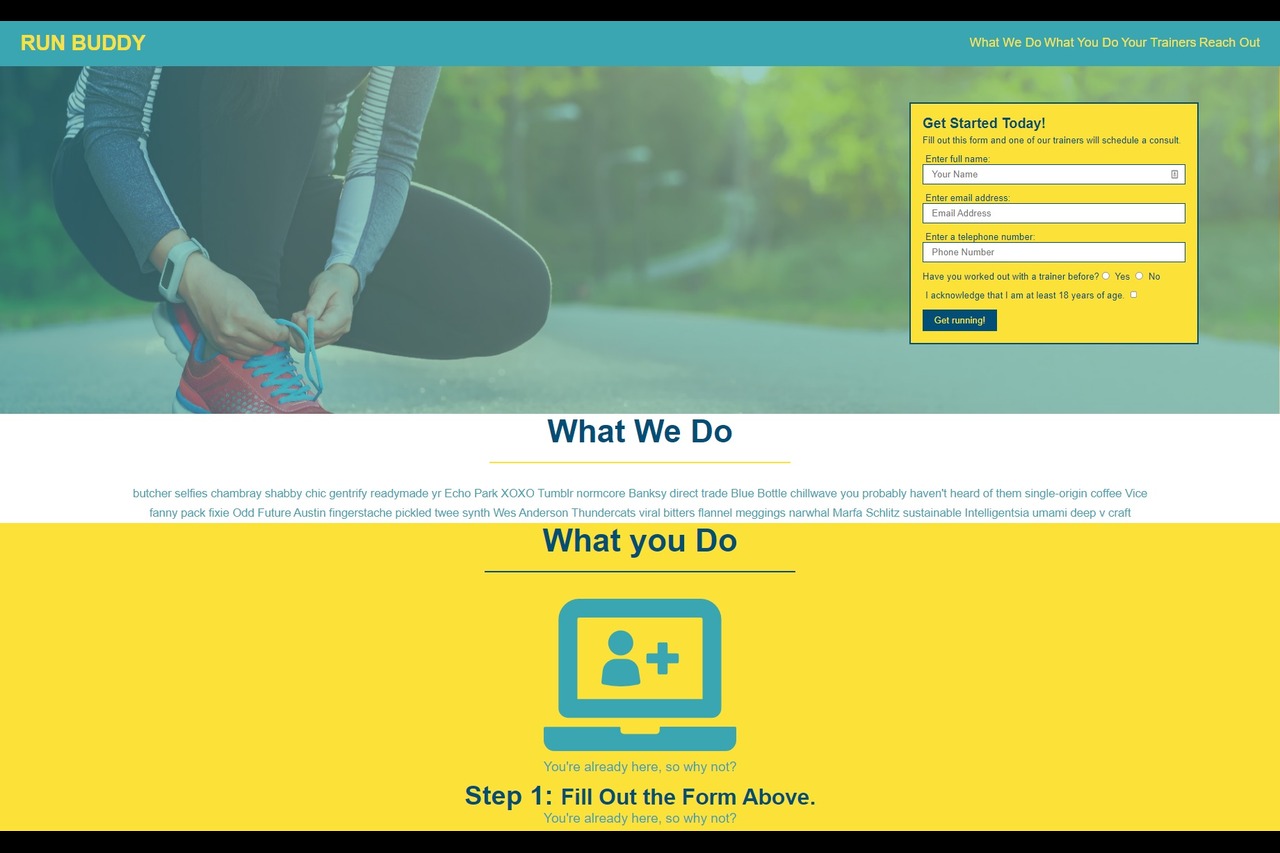 RUN BUDDY
What We Do What You Do Your Trainers Reach Out
Get Started Today!
Fill out this form and one of our trainers will schedule a consult.
Enter full name:
Your Name
Enter email address:
Email Address
Enter a telephone number:
Phone Number
Have you worked out with a trainer before? Yes No
I acknowledge that I am at least 18 years of age.
Get running!
What We Do
butcher selfies chambray shabby chic gentrify readymade yr Echo Park XOXO Tumblr normcore Banksy direct trade Blue Bottle chillwave you probably haven't heard of them single-origin coffee Vice
fanny pack fixie Odd Future Austin fingerstache pickled twee synth Wes Anderson Thundercats viral bitters flannel meggings narwhal Marfa Schlitz sustainable Intelligentsia umami deep v craft
What you Do
You're already here, so why not?
Step 1: Fill Out the Form Above.
You're already here, so why not?